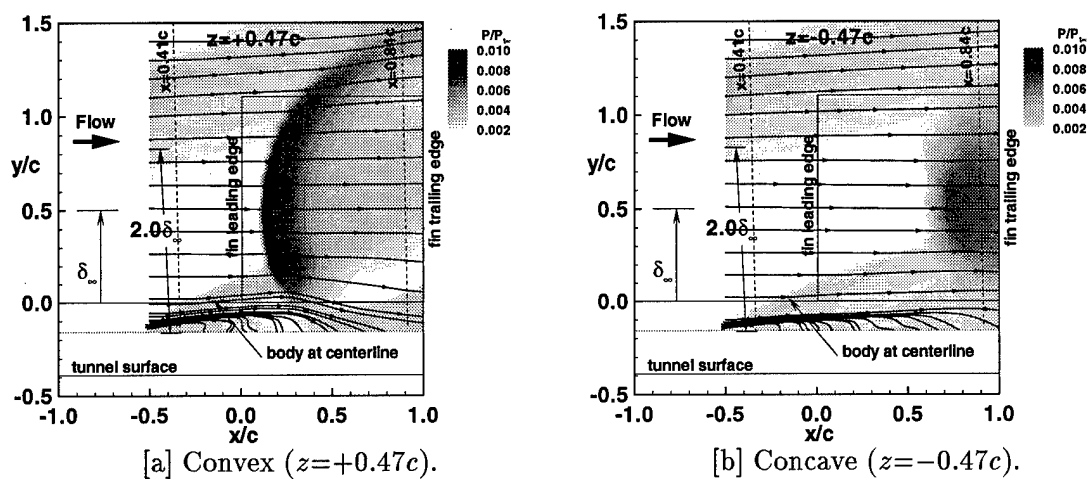 1.5
1.0
y/c
0.5
0.0
-0.5
-1.0
-0.5
0.0
0.5
1.0
x/c
z=+0.47c
x=0.41c
x=0.84c
Flow
fin leading edge
fin trailing edge
2.0δ∞
δ∞
body at centerline
tunnel surface
P/P_T
0.010
0.008
0.006
0.004
0.002
[a] Convex (z=+0.47c).
1.5
1.0
y/c
0.5
0.0
-0.5
-1.0
-0.5
0.0
0.5
1.0
x/c
z=-0.47c
x=0.41c
x=0.84c
Flow
fin leading edge
fin trailing edge
2.0δ∞
δ∞
body at centerline
tunnel surface
P/P_T
0.010
0.008
0.006
0.004
0.002
[b] Concave (z=−0.47c).